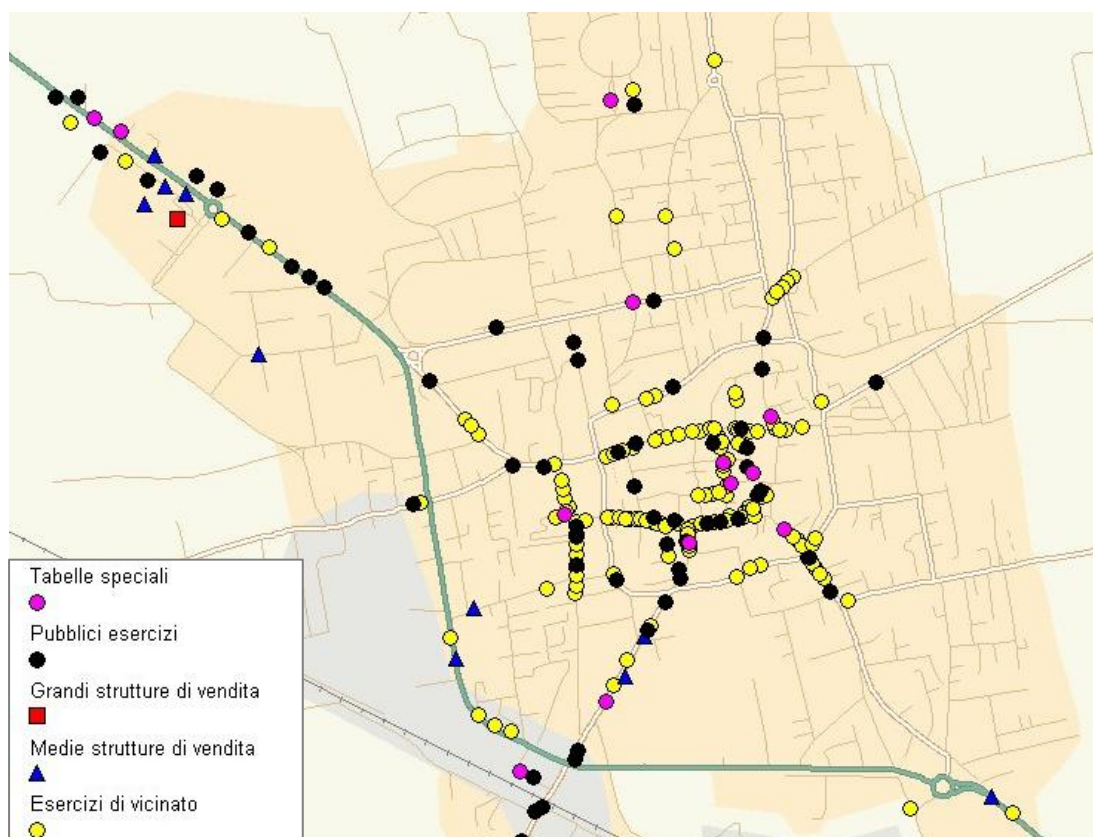 Tabelle speciali
Pubblici esercizi
Grandi strutture di vendita
Medie strutture di vendita
Esercizi di vicinato